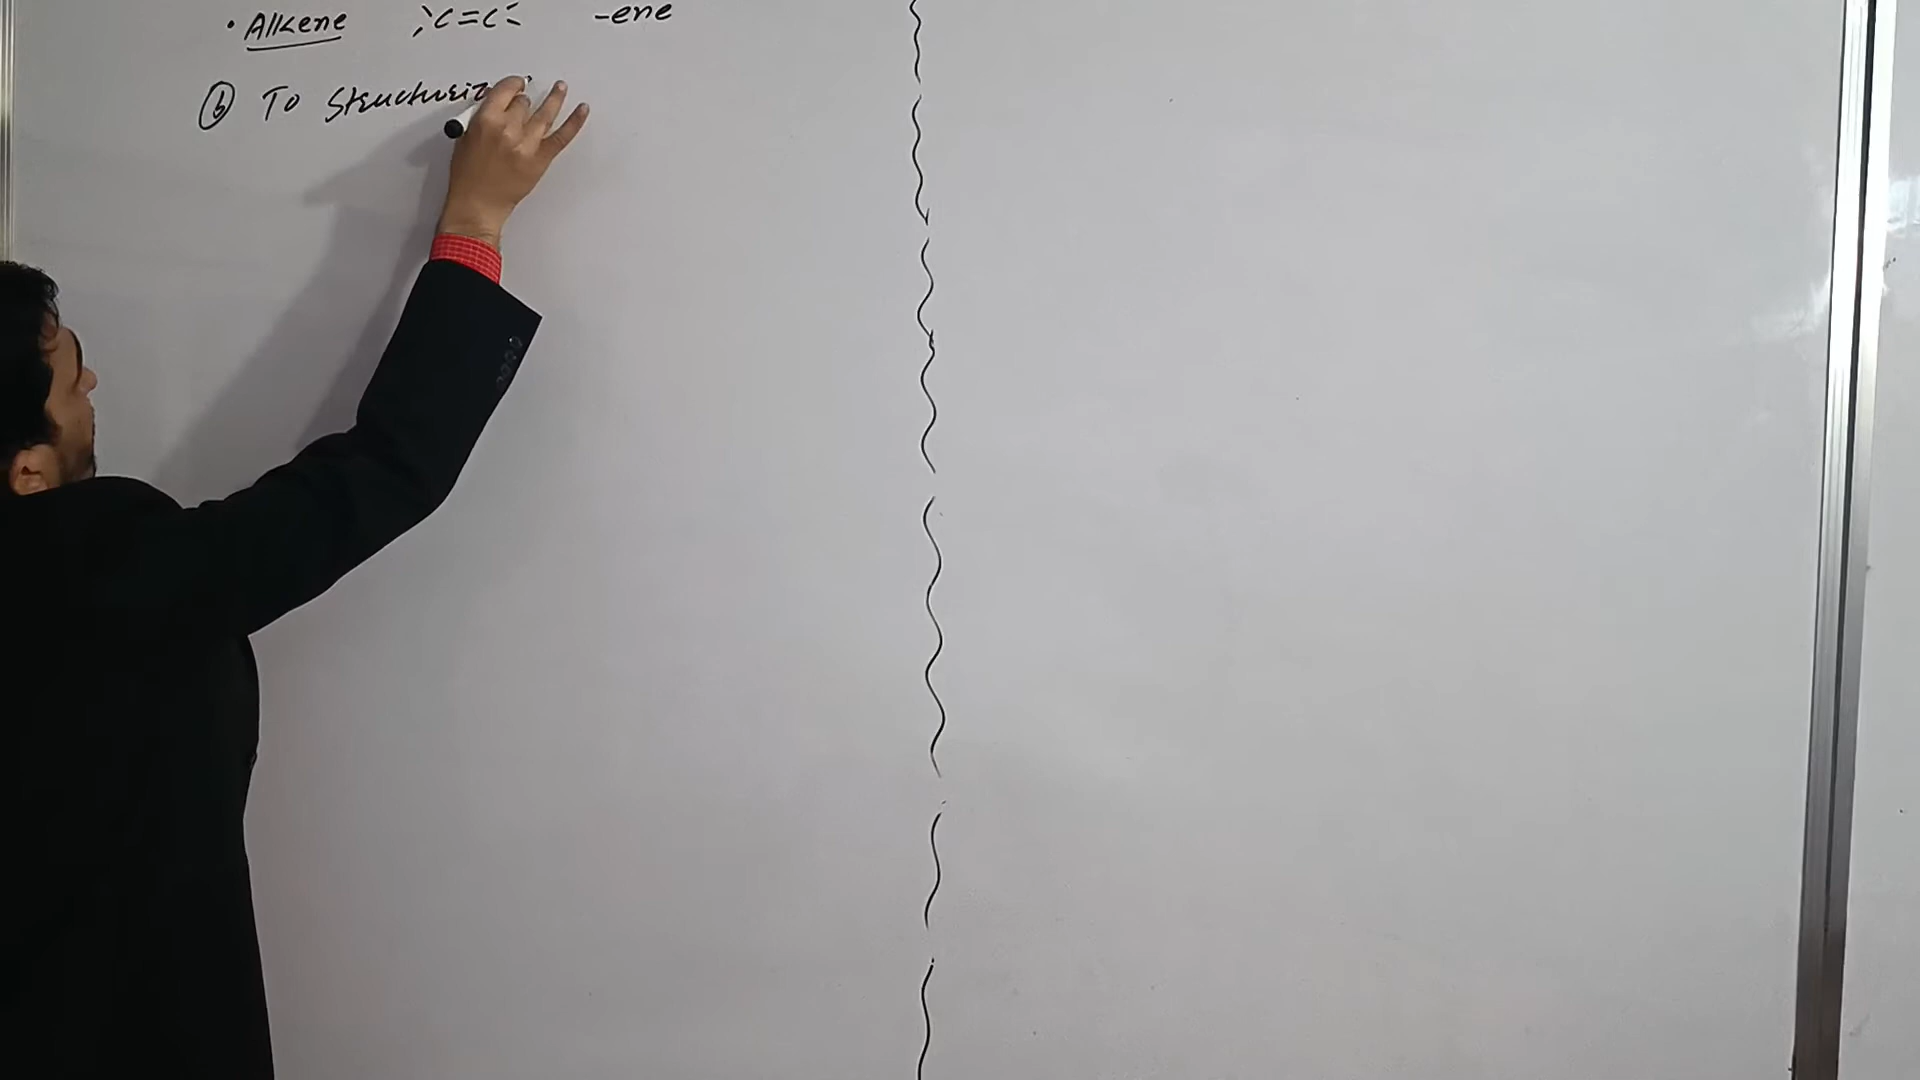 • Alkene >C=C< -ene
ⓑ To Structuriz